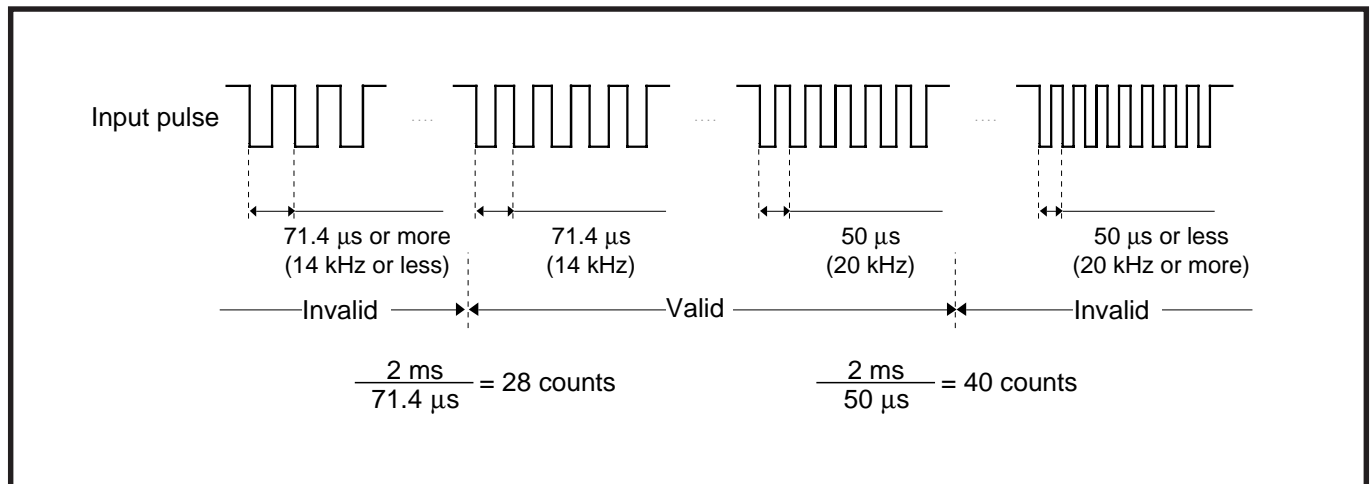 Input pulse
.... .... ....
71.4 μs or more
(14 kHz or less)
71.4 μs
(14 kHz)
50 μs
(20 kHz)
50 μs or less
(20 kHz or more)
Invalid
Valid
Invalid
2 ms
71.4 μs
= 28 counts
2 ms
50 μs
= 40 counts